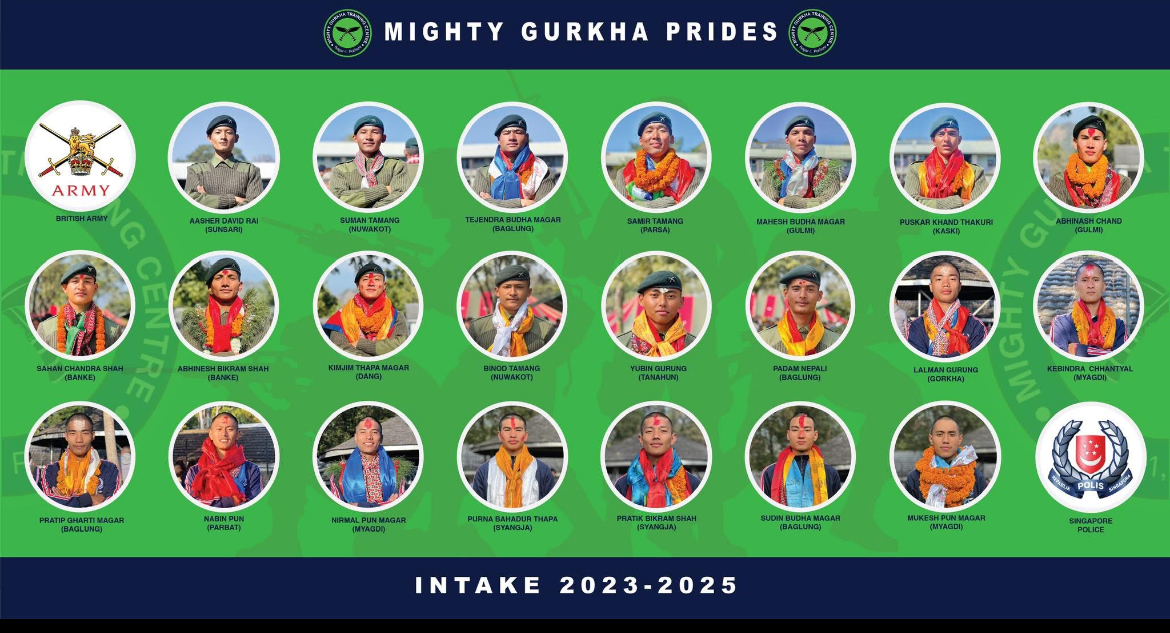 MIGHTY GURKHA PRIDES
ARMY
BRITISH ARMY
AASHER DAVID RAI
(SUNSARI)
SUMAN TAMANG
(NUWAKOT)
TEJENDRA BUDHA MAGAR
(BAGLUNG)
SAMIR TAMANG
(PARSA)
MAHESH BUDHA MAGAR
(GULMI)
PUSKAR KHAND THAKURI
(KASKI)
ABHINASH CHAND
(GULMI)
SAHAN CHANDRA SHAH
(BANKE)
ABHINESH BIKRAM SHAH
(BANKE)
KIMJIM THAPA MAGAR
(DANG)
BINOD TAMANG
(NUWAKOT)
YUBIN GURUNG
(TANAHUN)
PADAM NEPALI
(BAGLUNG)
LALMAN GURUNG
(GORKHA)
KEBINDRA CHHANTYAL
(MYAGDI)
PRATIP GHARTI MAGAR
(BAGLUNG)
NABIN PUN
(PARBAT)
NIRMAL PUN MAGAR
(MYAGDI)
PURNA BAHADUR THAPA
(SYANGJA)
PRATIK BIKRAM SHAH
(SYANGJA)
SUDIN BUDHA MAGAR
(BAGLUNG)
MUKESH PUN MAGAR
(MYAGDI)
REPUBLIK POLIS SINGAPURA
SINGAPORE
POLICE
INTAKE 2023-2025